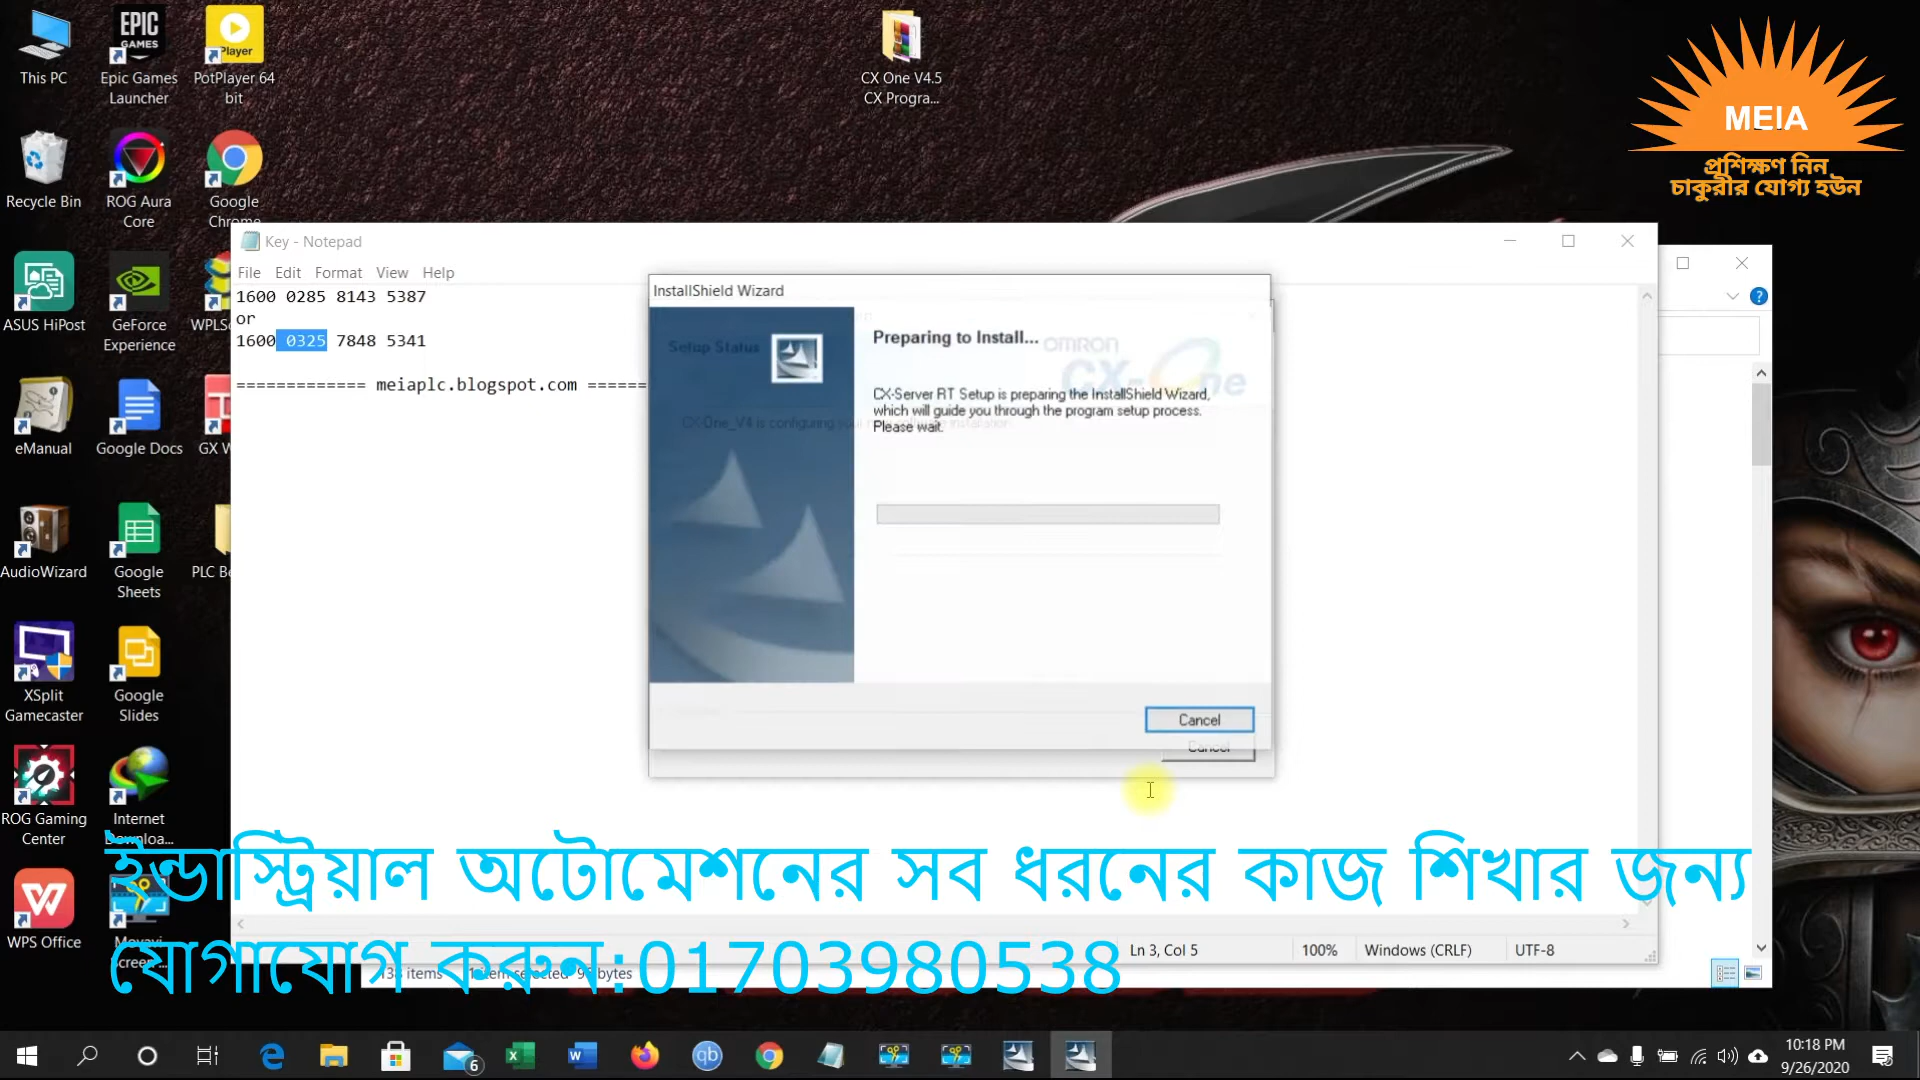 This PC
Epic Games
Launcher
PotPlayer 64
bit
CX One V4.5
CX Progra...
MEIA
প্রশিক্ষণ নিন
চাকুরীর যোগ্য হউন
Recycle Bin
ROG Aura
Core
Google
Chrome
ASUS HiPost
GeForce
Experience
eManual
Google Docs
AudioWizard
Google
Sheets
XSplit
Gamecaster
Google
Slides
ROG Gaming
Center
Internet
Downloa...
WPS Office
Key - Notepad
File Edit Format View Help
1600 0285 8143 5387
or
1600 0325 7848 5341
============= meiaplc.blogspot.com ======
InstallShield Wizard
Preparing to Install...
OMRON
CX-One
Setup Status
CX-Server RT Setup is preparing the InstallShield Wizard,
which will guide you through the program setup process.
Please wait.
CX-One_V4 is configuring your
Cancel
Cancel
ইন্ডাস্ট্রিয়াল অটোমেশনের সব ধরনের কাজ শিখার জন্য
যোগাযোগ করুন:01703980538
Ln 3, Col 5
100%
Windows (CRLF)
UTF-8
items
bytes
6
10:18 PM
9/26/2020